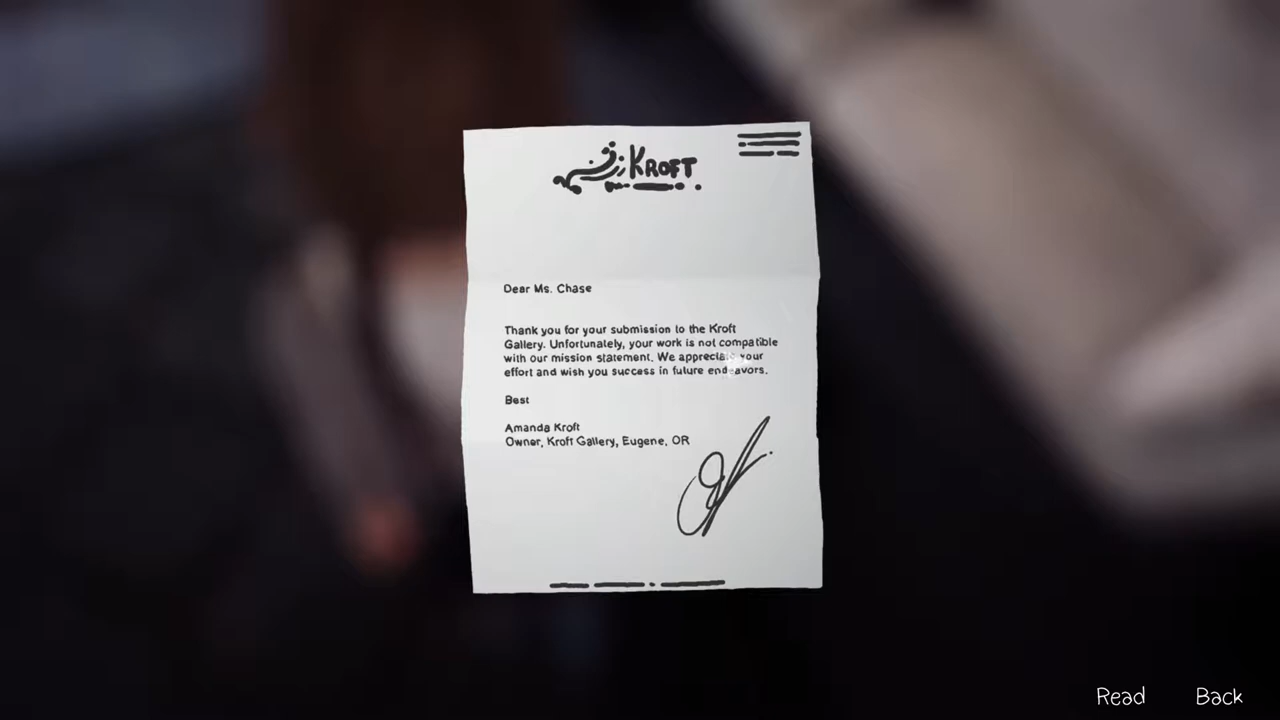 KROFT
Dear Ms. Chase
Thank you for your submission to the Kroft
Gallery. Unfortunately, your work is not compatible
with our mission statement. We appreciate your
effort and wish you success in future endeavors.
Best
Amanda Kroft
Owner, Kroft Gallery, Eugene, OR
Read Back